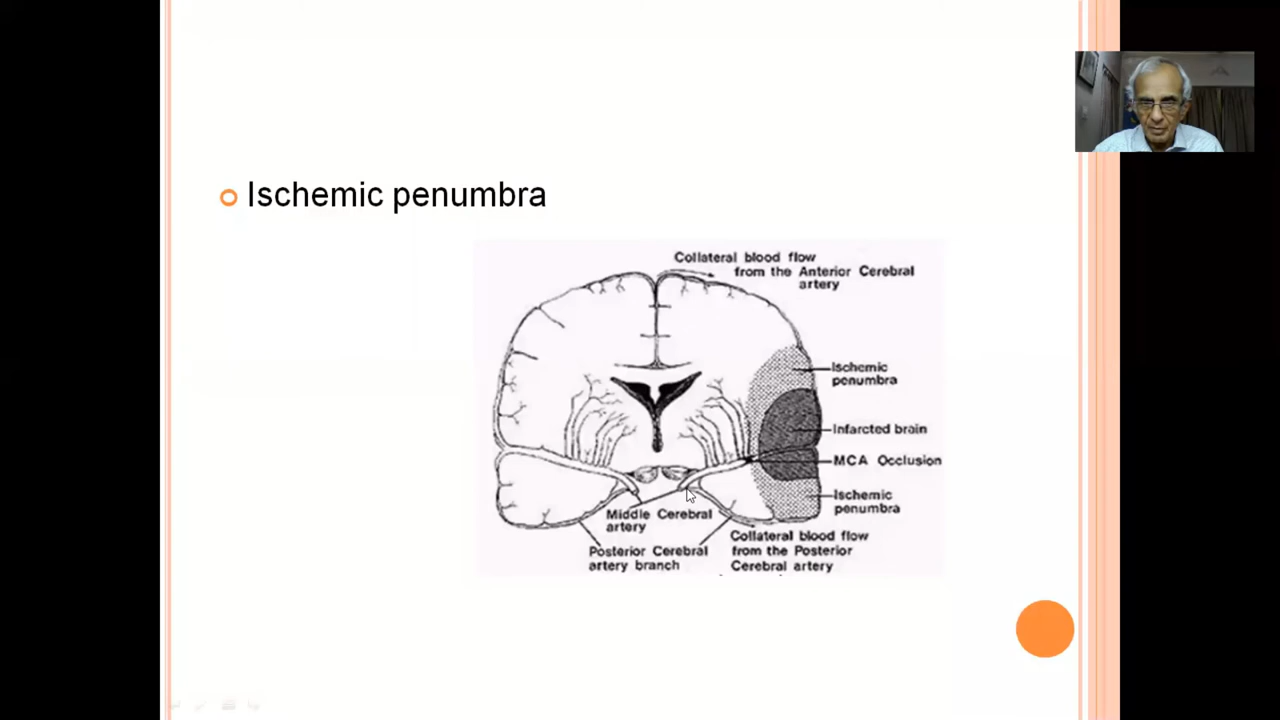 Ischemic penumbra
Collateral blood flow
from the Anterior Cerebral
artery
Ischemic
penumbra
Infarcted brain
MCA Occlusion
Ischemic
penumbra
Middle Cerebral
artery
Posterior Cerebral
artery branch
Collateral blood flow
from the Posterior
Cerebral artery